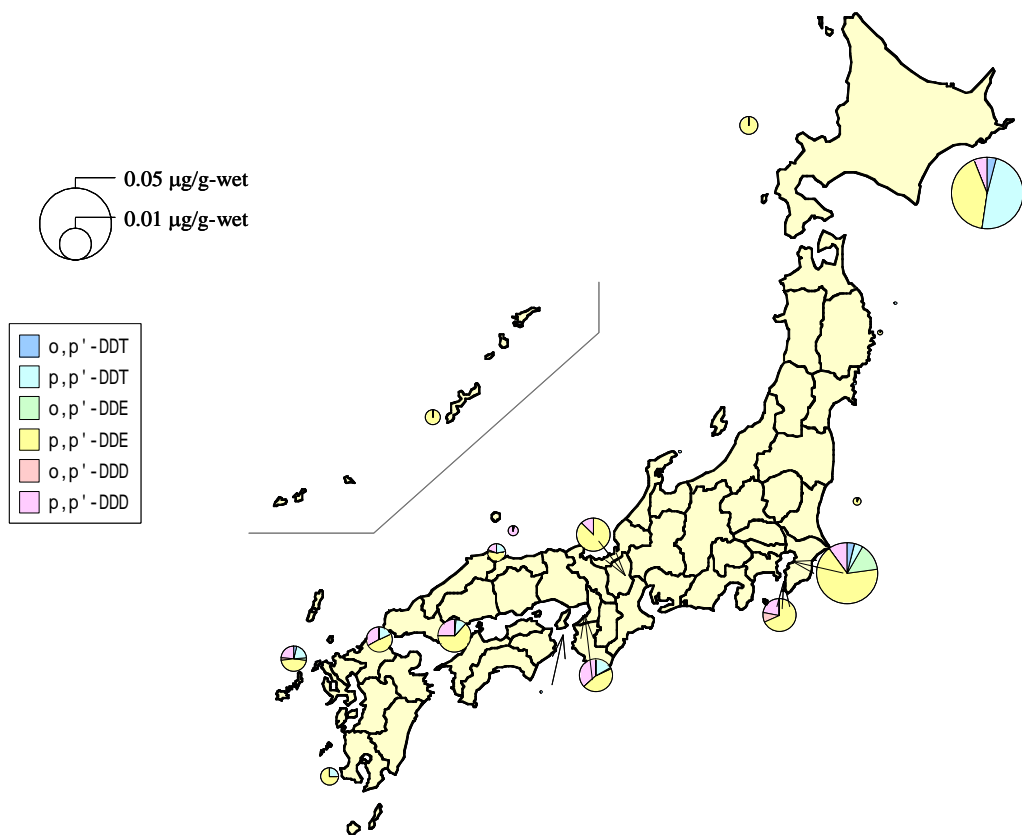 0.05 μg/g-wet
0.01 μg/g-wet
o,p'-DDT
p,p'-DDT
o,p'-DDE
p,p'-DDE
o,p'-DDD
p,p'-DDD